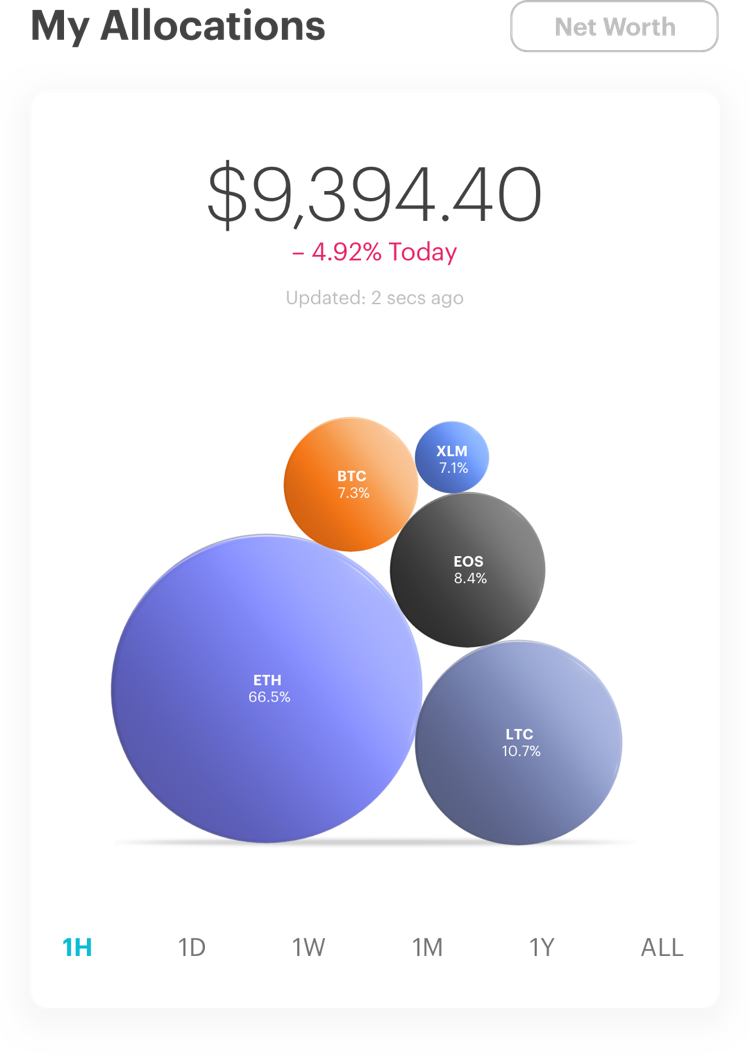 My Allocations
Net Worth
$9,394.40
– 4.92% Today
Updated: 2 secs ago
XLM
7.1%
BTC
7.3%
EOS
8.4%
ETH
66.5%
LTC
10.7%
1H 1D 1W 1M 1Y ALL